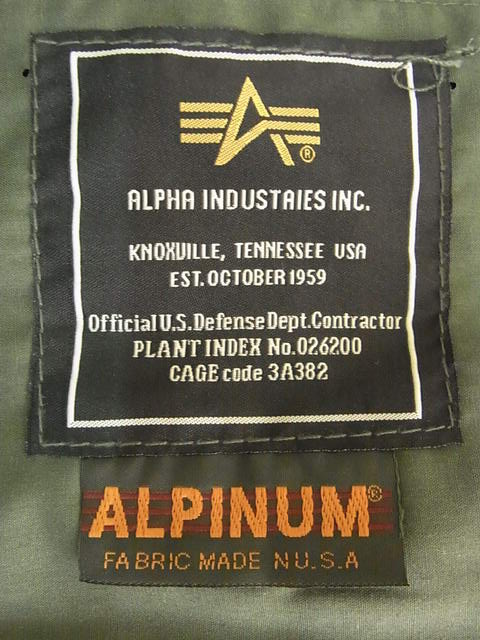 ®
ALPHA INDUSTAIES INC.
KNOXVILLE, TENNESSEE USA
EST. OCTOBER 1959
Official U.S. Defense Dept. Contractor
PLANT INDEX No. 026200
CAGE code 3A382
ALPINUM®
FABRIC MADE N U.S.A